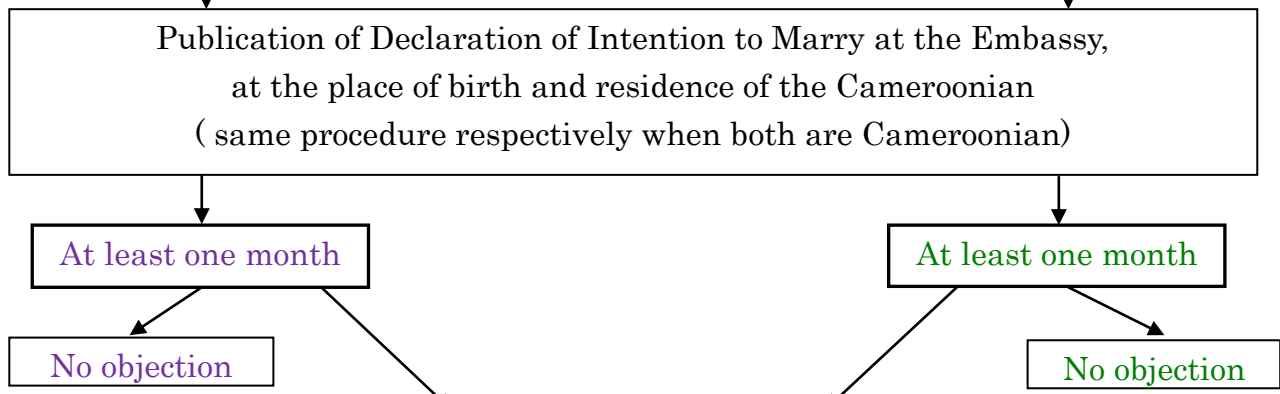 Publication of Declaration of Intention to Marry at the Embassy,
at the place of birth and residence of the Cameroonian
( same procedure respectively when both are Cameroonian)
At least one month
At least one month
No objection
No objection